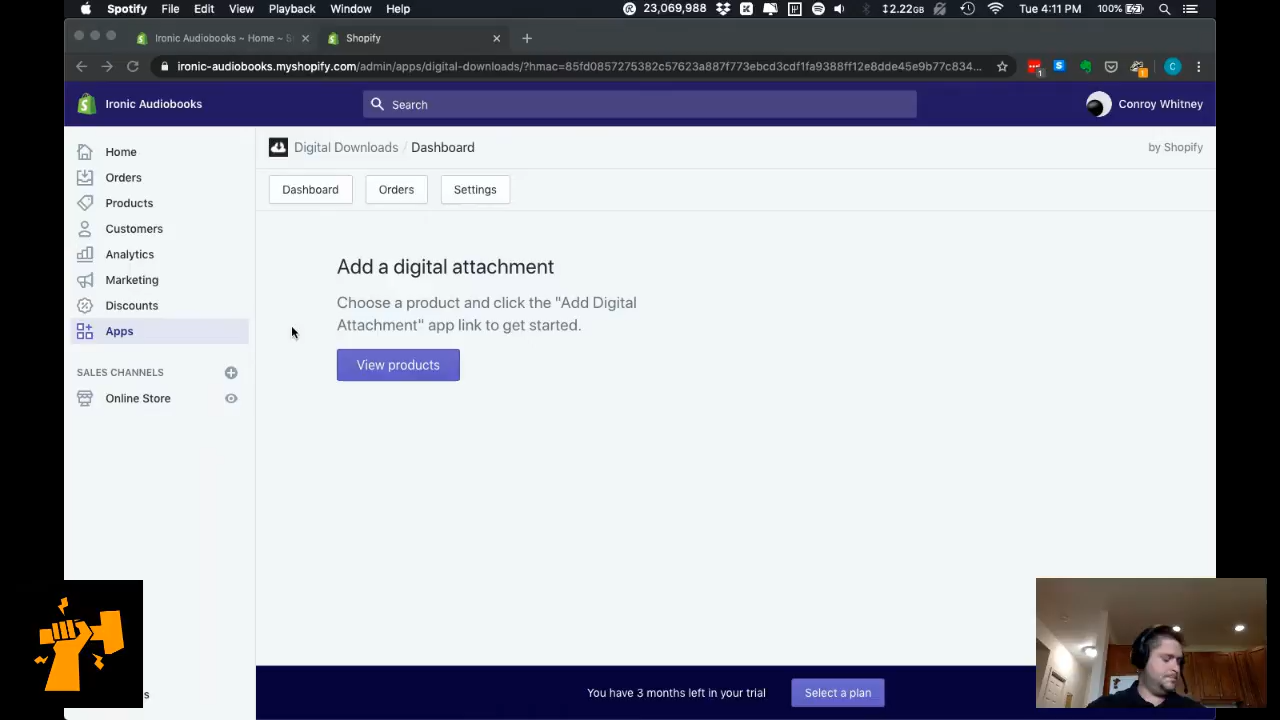 Spotify File Edit View Playback Window Help 23,069,988 2.22GB Tue 4:11 PM 100%
Ironic Audiobooks ~ Home ~ S
Shopify
ironic-audiobooks.myshopify.com/admin/apps/digital-downloads/?hmac=85fd0857275382c57623a887f773ebcd3cdf1fa9388ff12e8dde45e9b77c834...
Ironic Audiobooks
Search
Conroy Whitney
Home
Orders
Products
Customers
Analytics
Marketing
Discounts
Apps
SALES CHANNELS
Online Store
Digital Downloads / Dashboard
by Shopify
Dashboard
Orders
Settings
Add a digital attachment
Choose a product and click the "Add Digital
Attachment" app link to get started.
View products
You have 3 months left in your trial
Select a plan